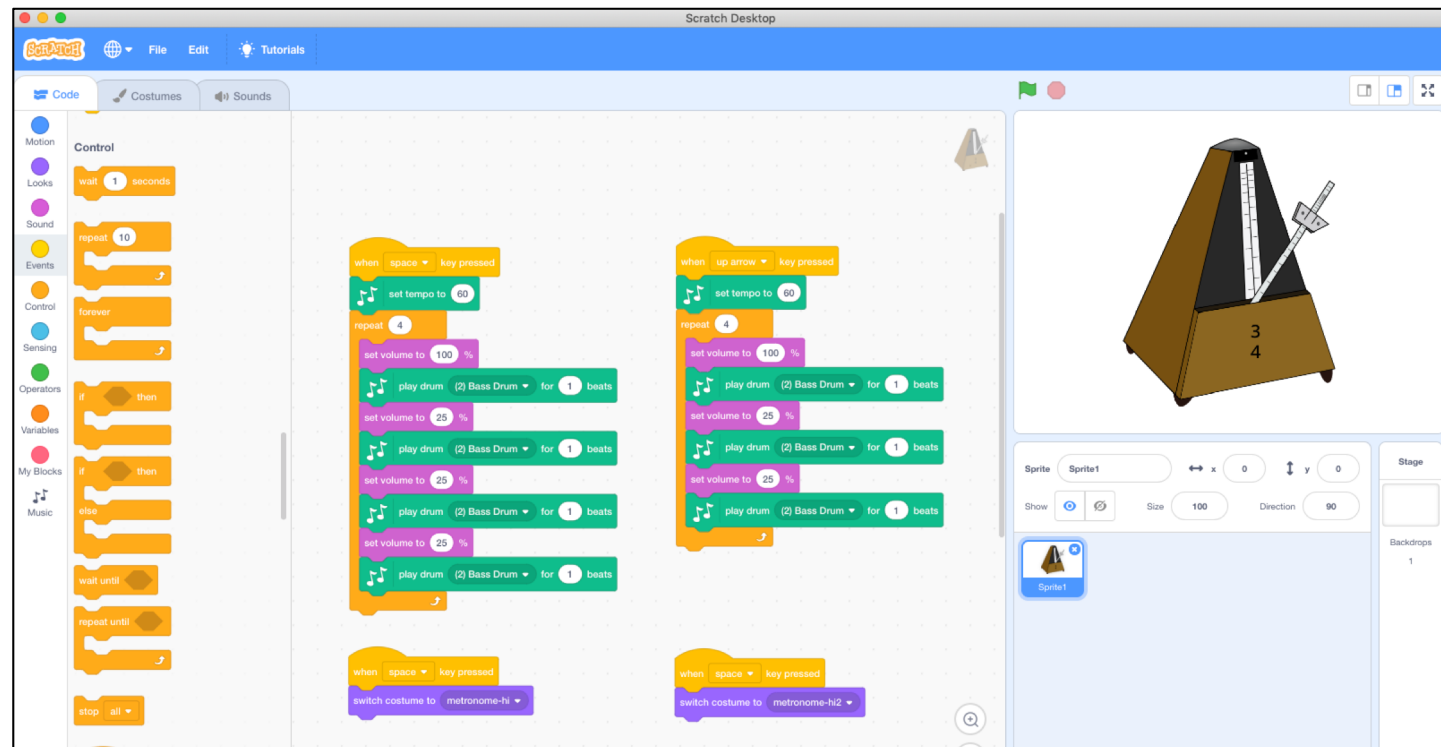 Scratch Desktop
SCRATCH File Edit Tutorials
Code Costumes Sounds
Motion
Looks
Sound
Events
Control
Sensing
Operators
Variables
My Blocks
Music
Control
wait 1 seconds
repeat 10
forever
if then
if then
else
wait until
repeat until
stop all
when space key pressed
set tempo to 60
repeat 4
set volume to 100 %
play drum (2) Bass Drum for 1 beats
set volume to 25 %
play drum (2) Bass Drum for 1 beats
set volume to 25 %
play drum (2) Bass Drum for 1 beats
set volume to 25 %
play drum (2) Bass Drum for 1 beats
when space key pressed
switch costume to metronome-hi
when up arrow key pressed
set tempo to 60
repeat 4
set volume to 100 %
play drum (2) Bass Drum for 1 beats
set volume to 25 %
play drum (2) Bass Drum for 1 beats
set volume to 25 %
play drum (2) Bass Drum for 1 beats
when space key pressed
switch costume to metronome-hi2
3
4
Sprite Sprite1 x 0 y 0
Show Size 100 Direction 90
Sprite1
Stage
Backdrops
1